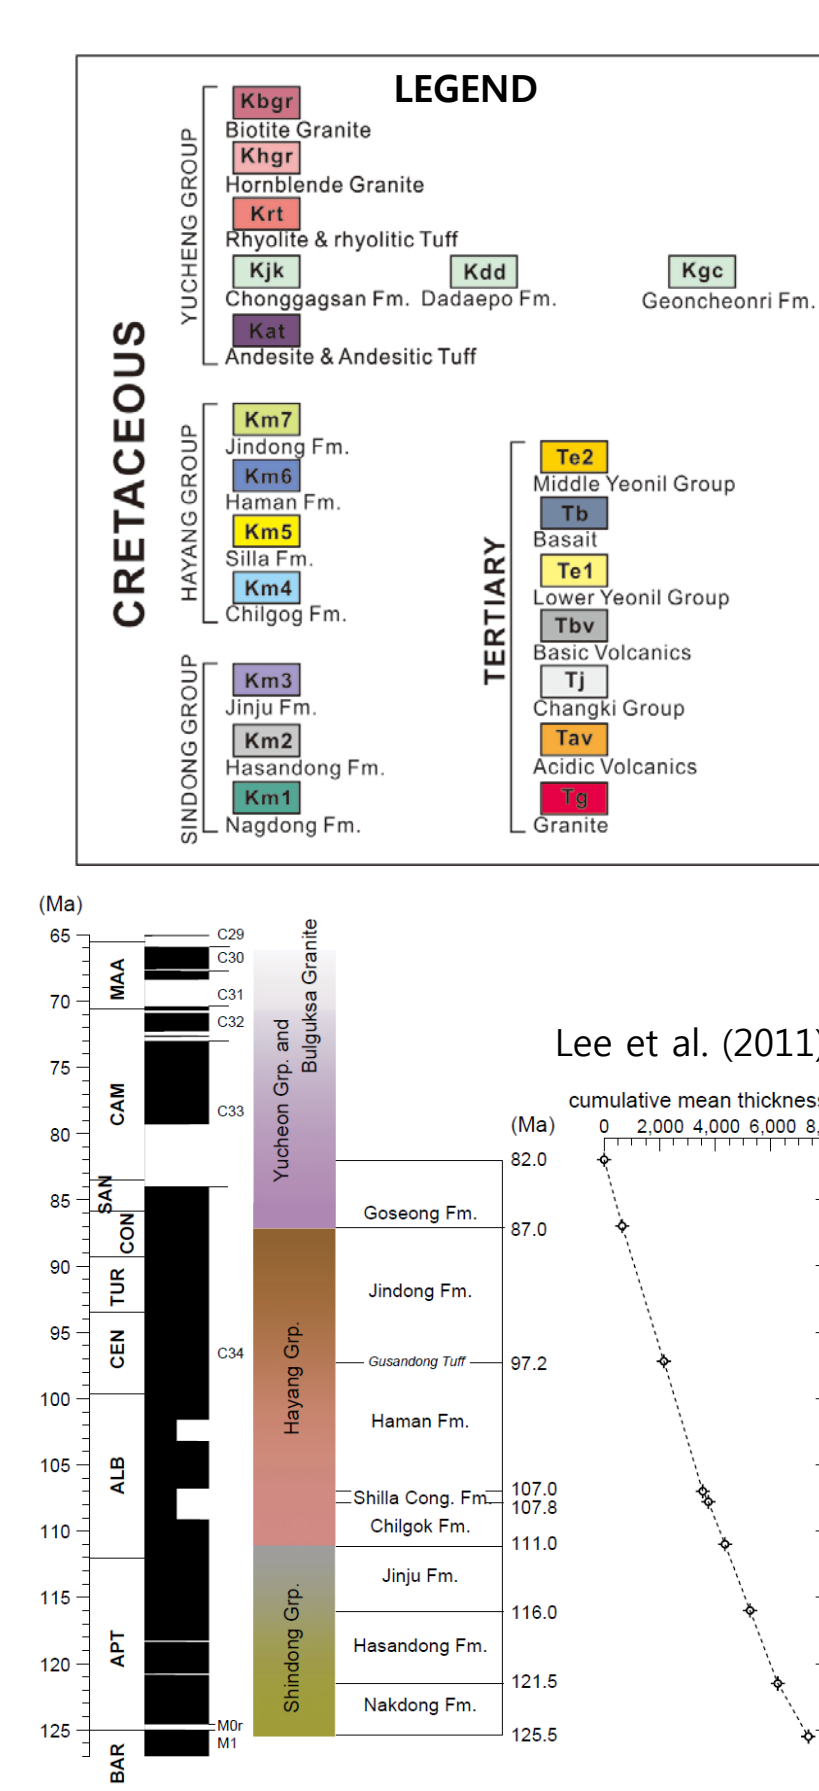 LEGEND
CRETACEOUS
YUCHENG GROUP
Kbgr
Biotite Granite
Khgr
Hornblende Granite
Krt
Rhyolite & rhyolitic Tuff
Kjk Kdd Kgc
Chonggagsan Fm. Dadaepo Fm. Geoncheonri Fm.
Kat
Andesite & Andesitic Tuff
HAYANG GROUP
Km7
Jindong Fm.
Km6
Haman Fm.
Km5
Silla Fm.
Km4
Chilgog Fm.
SINDONG GROUP
Km3
Jinju Fm.
Km2
Hasandong Fm.
Km1
Nagdong Fm.
TERTIARY
Te2
Middle Yeonil Group
Tb
Basait
Te1
Lower Yeonil Group
Tbv
Basic Volcanics
Tj
Changki Group
Tav
Acidic Volcanics
Tg
Granite
(Ma)
65
70
75
80
85
90
95
100
105
110
115
120
125
MAA
CAM
SAN
CON
TUR
CEN
ALB
APT
BAR
C29
C30
C31
C32
C33
C34
M0r
M1
Yucheon Grp. and
Bulguksa Granite
Hayang Grp.
Shindong Grp.
Goseong Fm.
Jindong Fm.
Gusandong Tuff
Haman Fm.
Shilla Cong. Fm.
Chilgok Fm.
Jinju Fm.
Hasandong Fm.
Nakdong Fm.
(Ma)
82.0
87.0
97.2
107.0
107.8
111.0
116.0
121.5
125.5
Lee et al. (2011)
cumulative mean thickness
0 2,000 4,000 6,000 8,